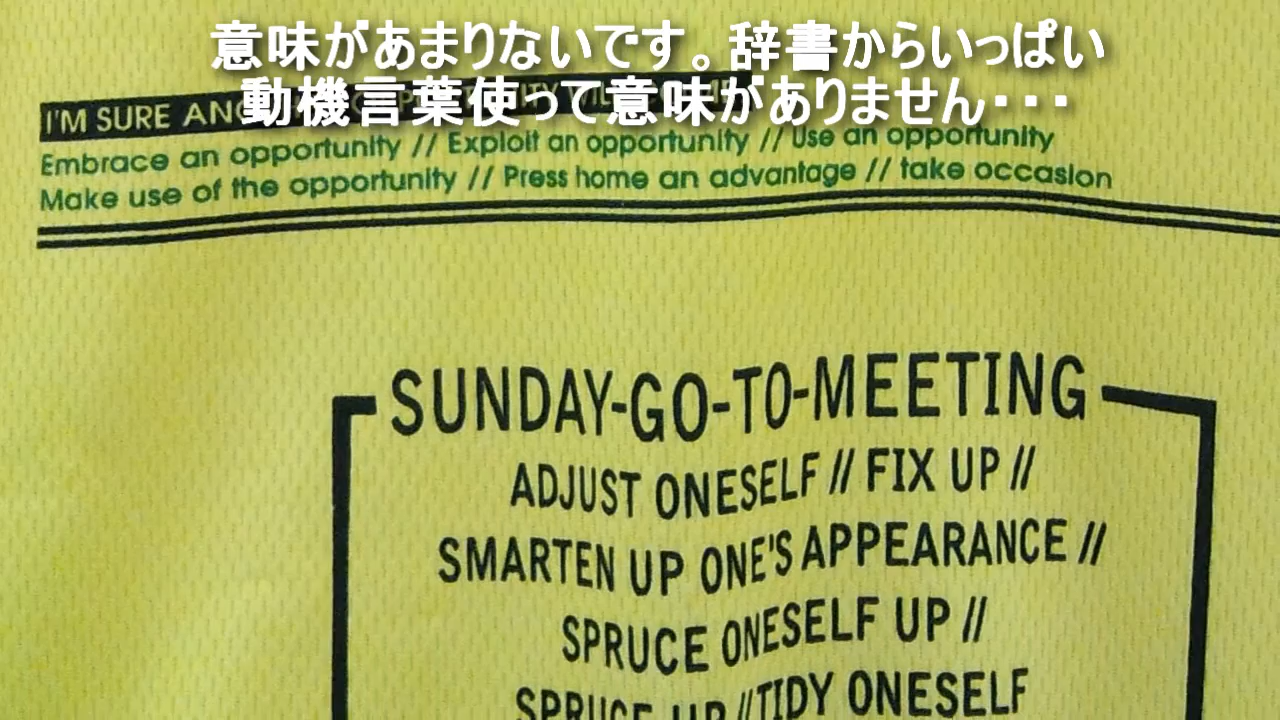 意味があまりないです。辞書からいっぱい
動機言葉使って意味がありません・・・
I'M SURE
Embrace an opportunity // Exploit an opportunity // Use an opportunity
Make use of the opportunity // Press home an advantage // take occasion
SUNDAY-GO-TO-MEETING
ADJUST ONESELF // FIX UP //
SMARTEN UP ONE'S APPEARANCE //
SPRUCE ONESELF UP //
SPRUCE UP // TIDY ONESELF